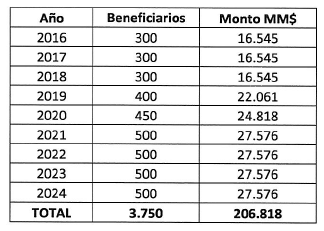 Año Beneficiarios Monto MM$
2016 300 16.545
2017 300 16.545
2018 300 16.545
2019 400 22.061
2020 450 24.818
2021 500 27.576
2022 500 27.576
2023 500 27.576
2024 500 27.576
TOTAL 3.750 206.818